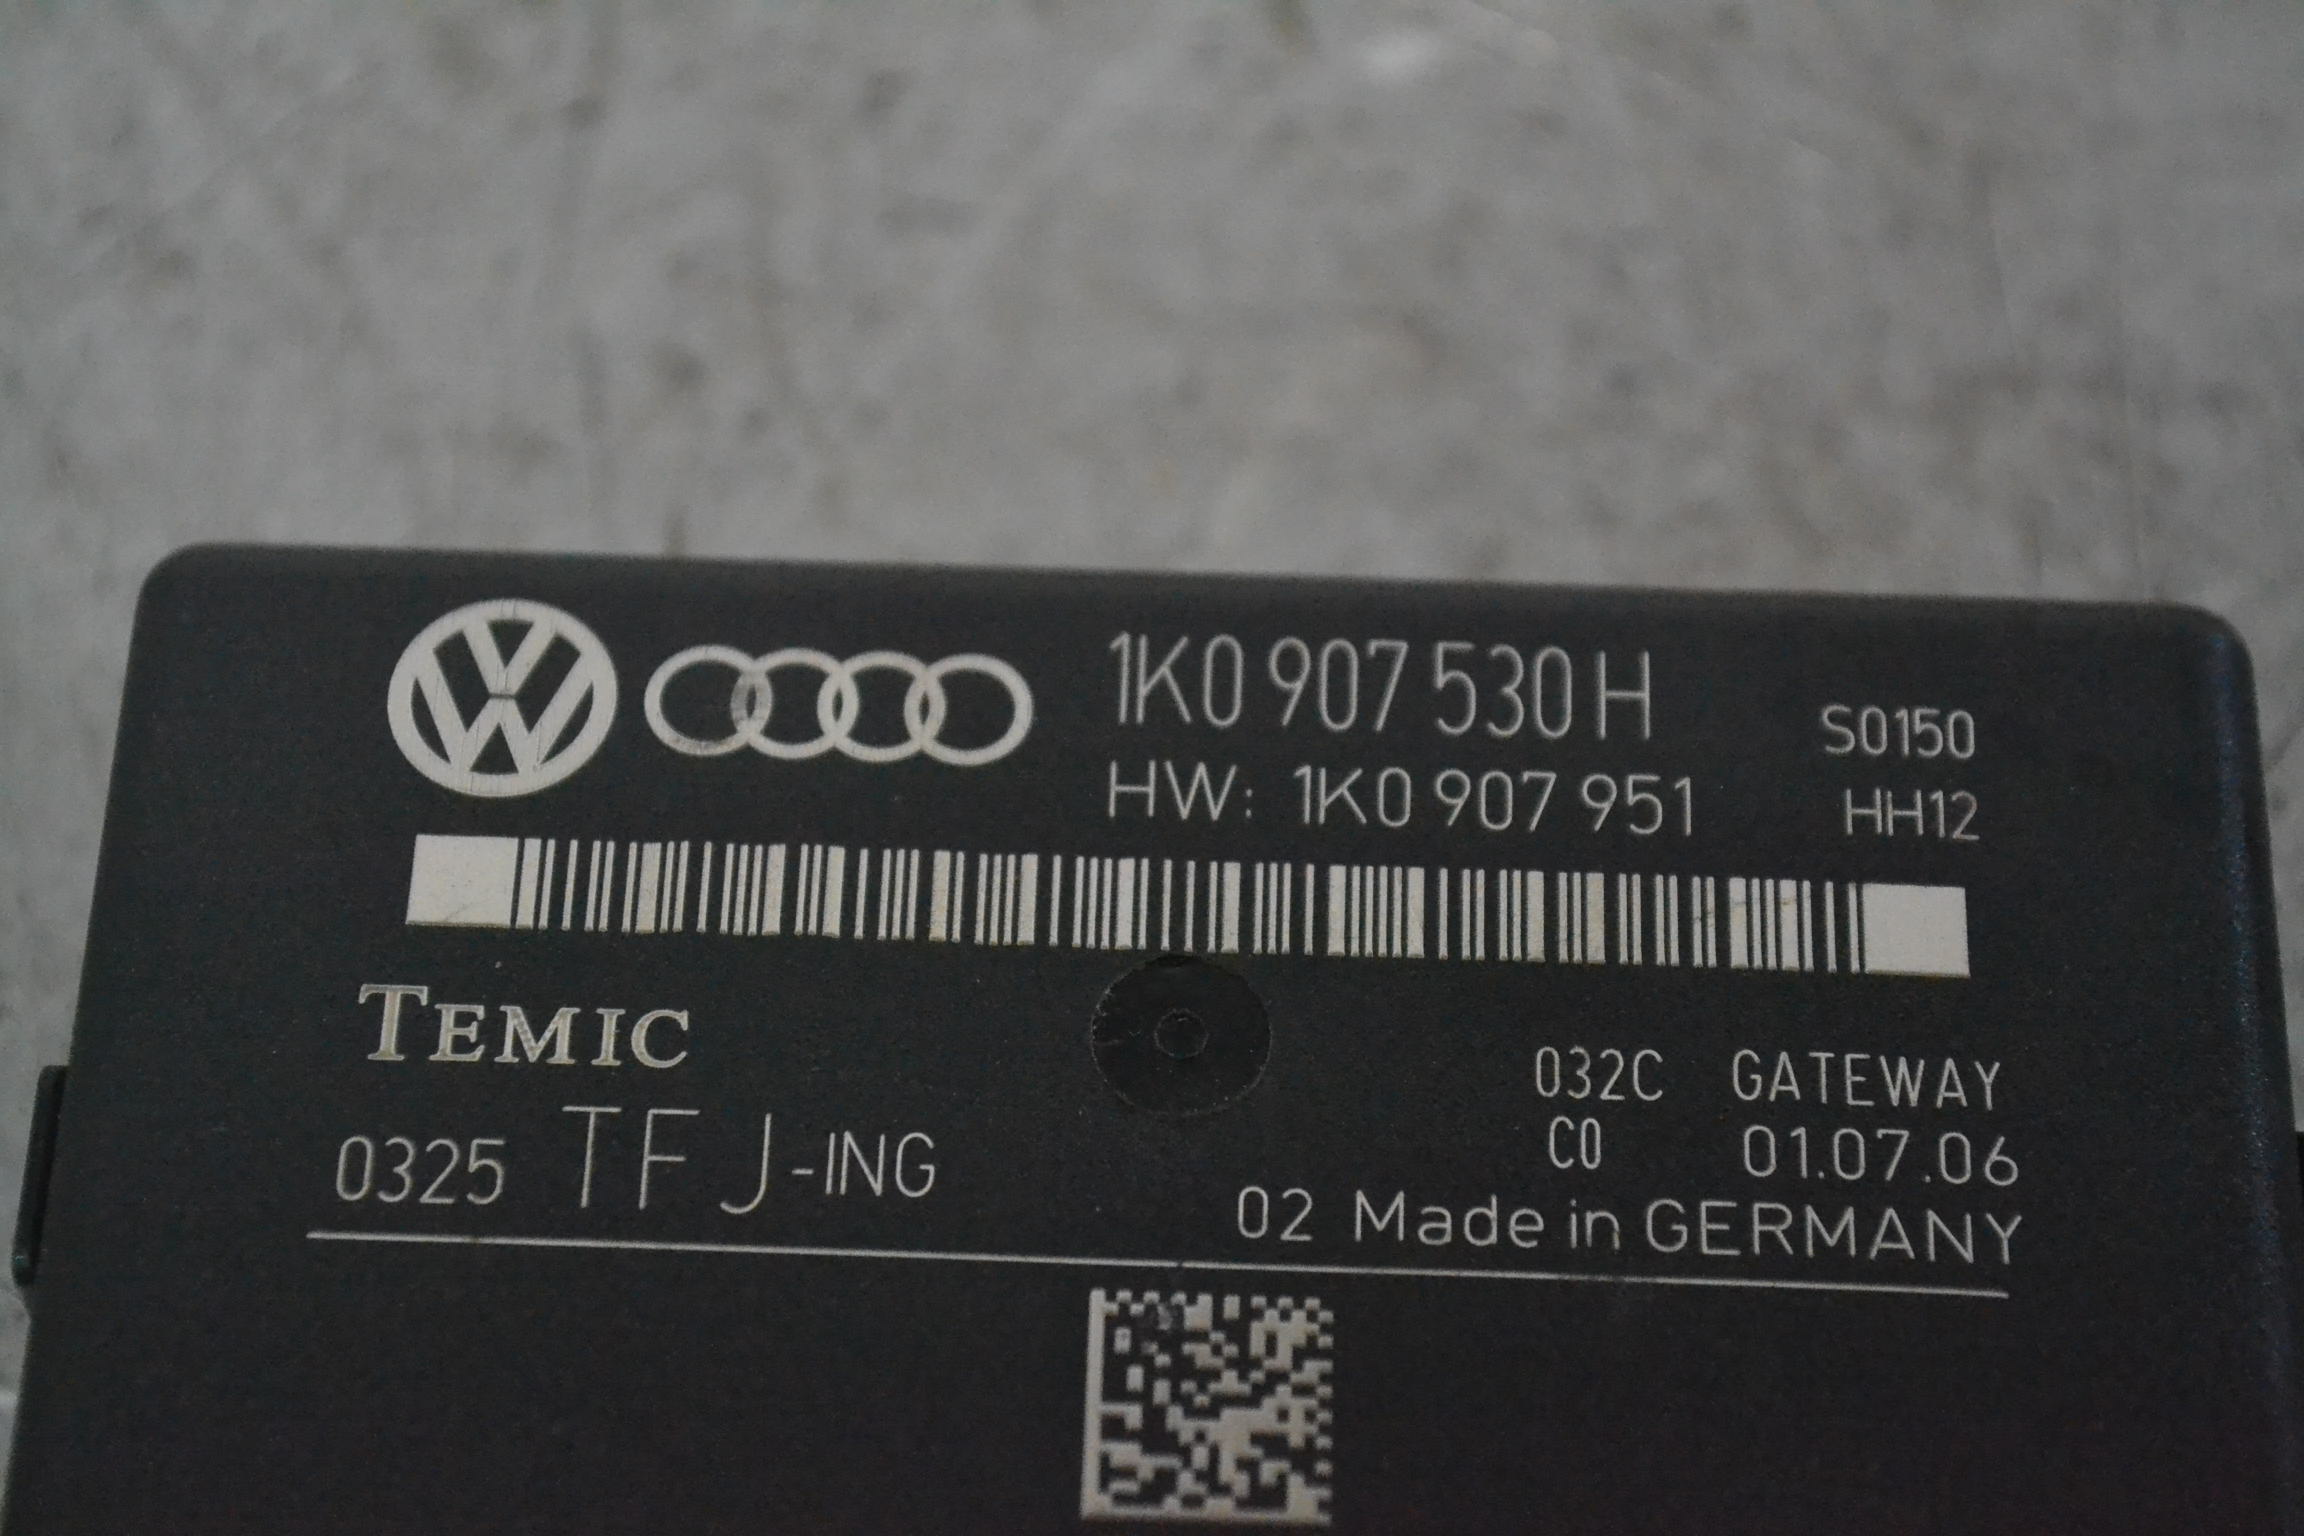 1K0 907 530 H
S0150
HW: 1K0 907 951
HH12
TEMIC
032C GATEWAY
C0 01.07.06
0325 TF J-ING
02 Made in GERMANY